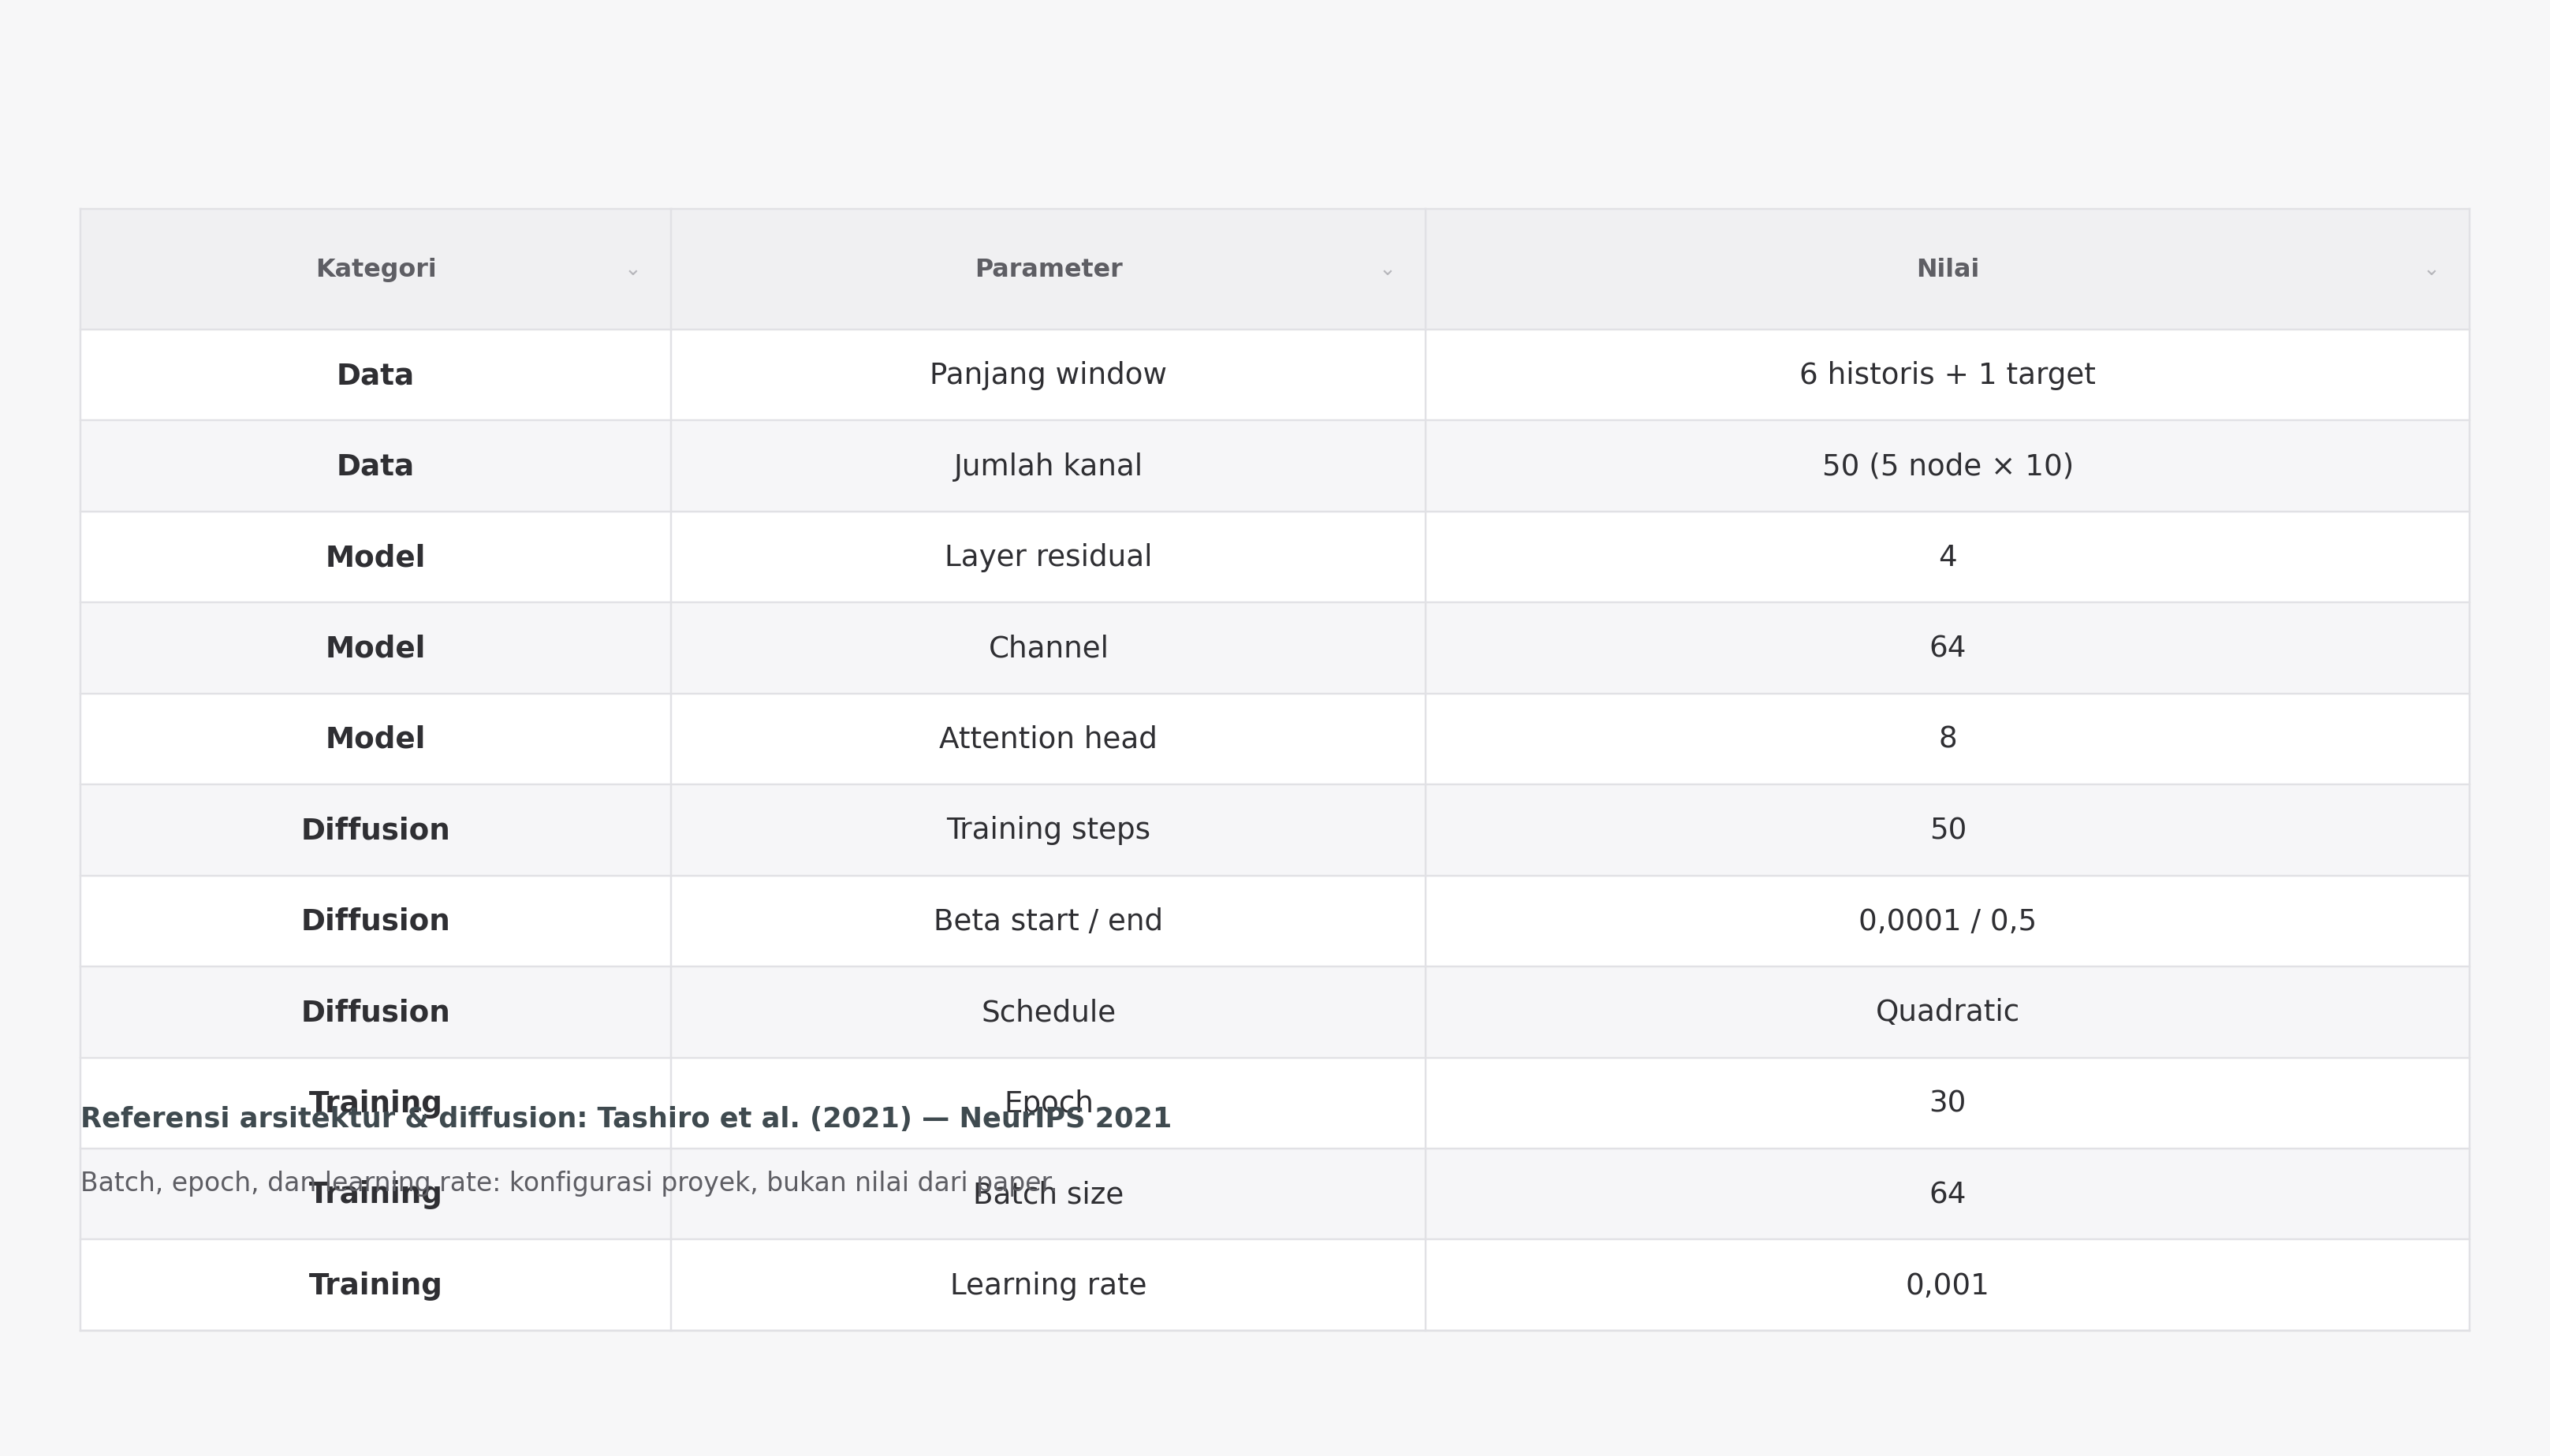 Kategori Parameter Nilai
Data Panjang window 6 historis + 1 target
Data Jumlah kanal 50 (5 node × 10)
Model Layer residual 4
Model Channel 64
Model Attention head 8
Diffusion Training steps 50
Diffusion Beta start / end 0,0001 / 0,5
Diffusion Schedule Quadratic
Training Epoch 30
Referensi arsitektur & diffusion: Tashiro et al. (2021) — NeurIPS 2021
Batch, epoch, dan learning rate: konfigurasi proyek, bukan nilai dari paper.
Training Batch size 64
Training Learning rate 0,001